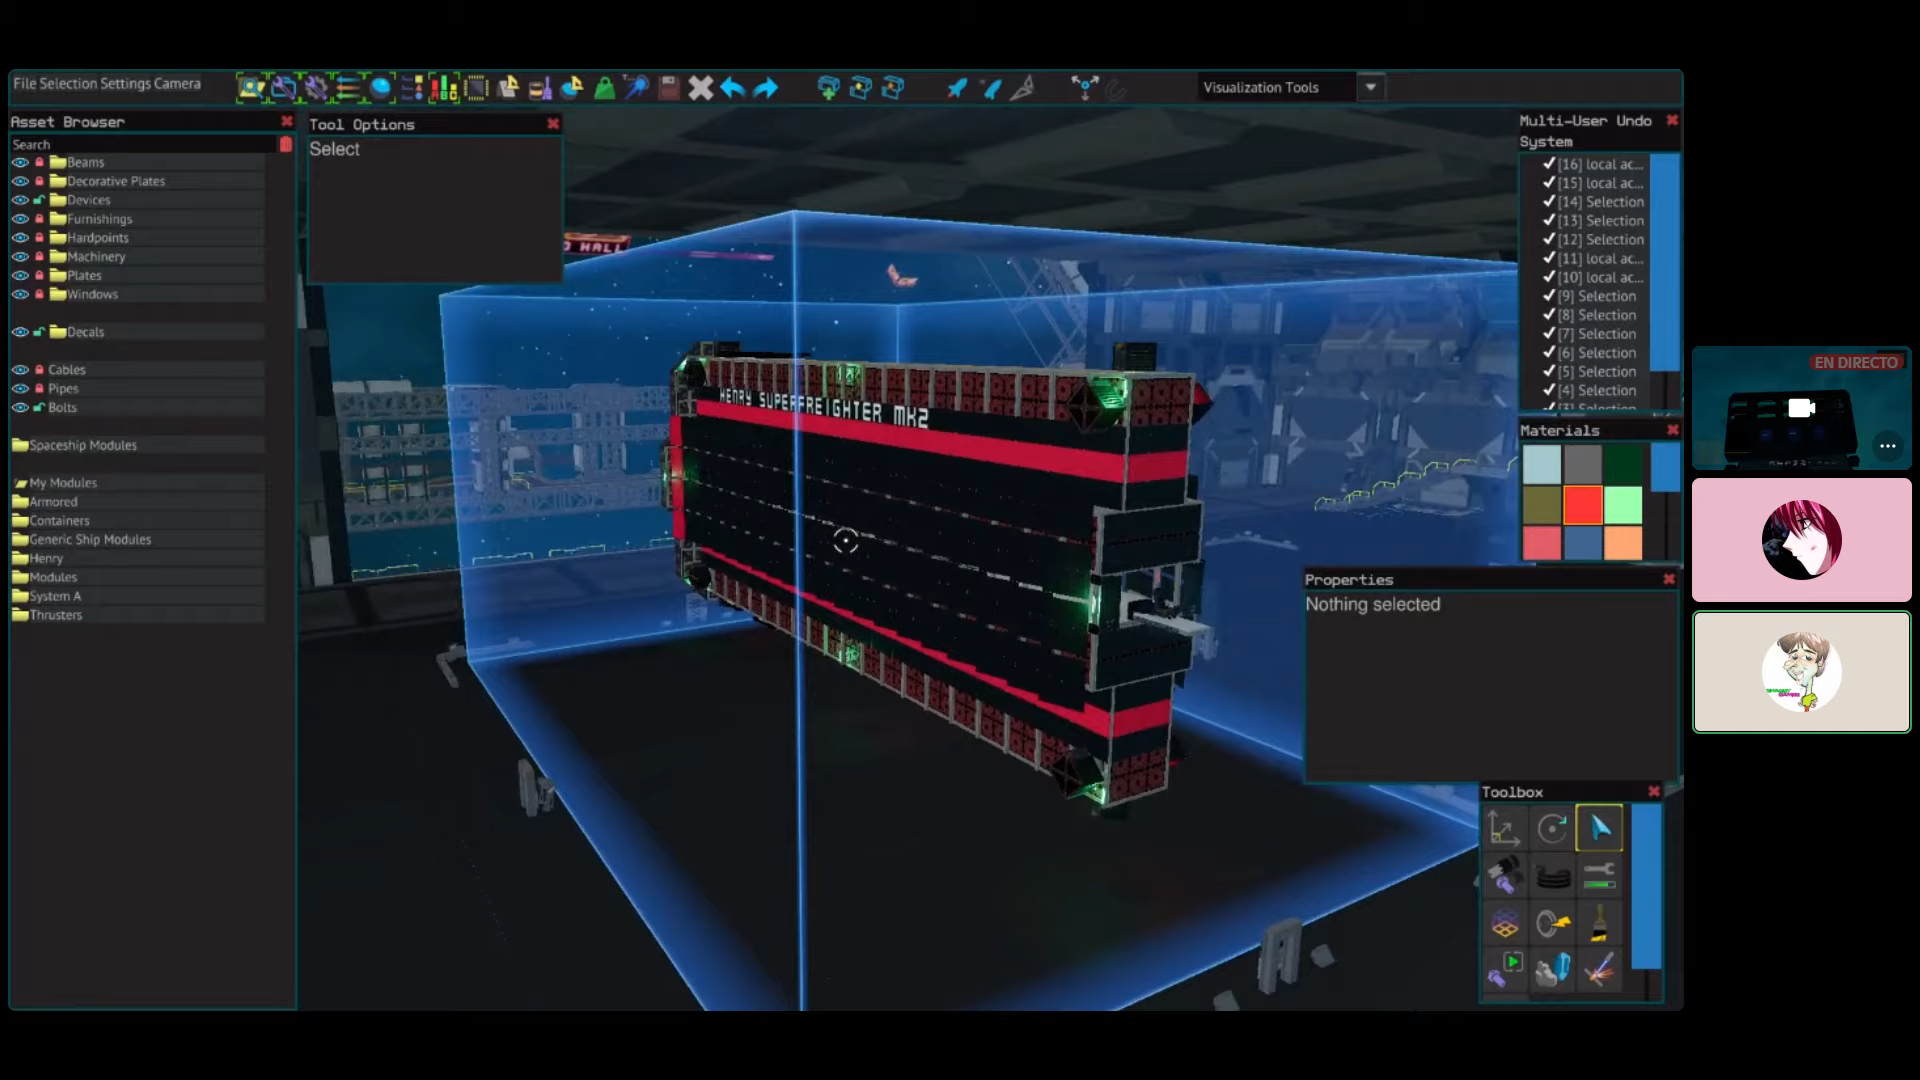 File Selection Settings Camera
Visualization Tools
Asset Browser
Search
Beams
Decorative Plates
Devices
Furnishings
Hardpoints
Machinery
Plates
Windows
Decals
Cables
Pipes
Bolts
Spaceship Modules
My Modules
Armored
Containers
Generic Ship Modules
Henry
Modules
System A
Thrusters
Tool Options
Select
HALL
HENRY SUPERFREIGHTER MK2
Multi-User Undo
System
[16] local ac...
[15] local ac...
[14] Selection
[13] Selection
[12] Selection
[11] local ac...
[10] local ac...
[9] Selection
[8] Selection
[7] Selection
[6] Selection
[5] Selection
[4] Selection
[3] Selection
Materials
Properties
Nothing selected
Toolbox
EN DIRECTO